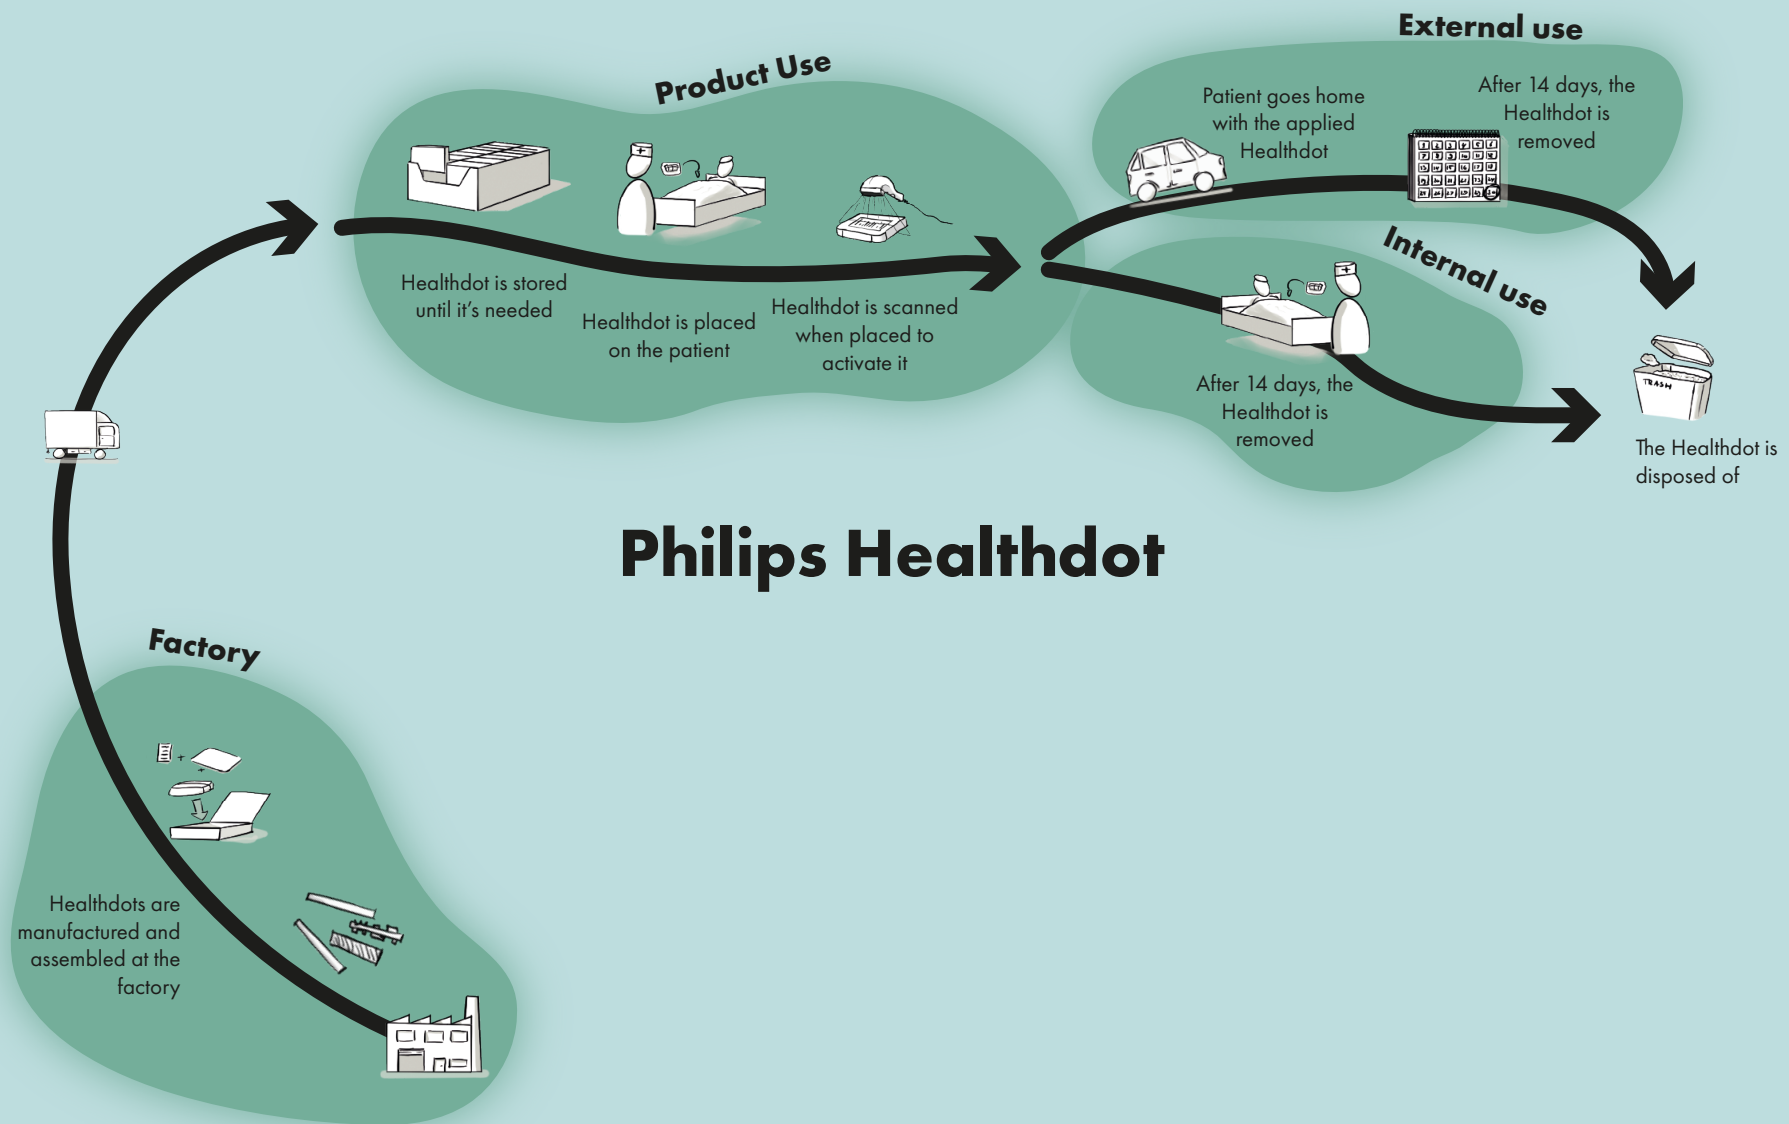 External use
Product Use
Patient goes home
with the applied
Healthdot
After 14 days, the
Healthdot is
removed
Internal use
Healthdot is stored
until it's needed
Healthdot is placed
on the patient
Healthdot is scanned
when placed to
activate it
After 14 days, the
Healthdot is
removed
TRASH
The Healthdot is
disposed of
Philips Healthdot
Factory
Healthdots are
manufactured and
assembled at the
factory